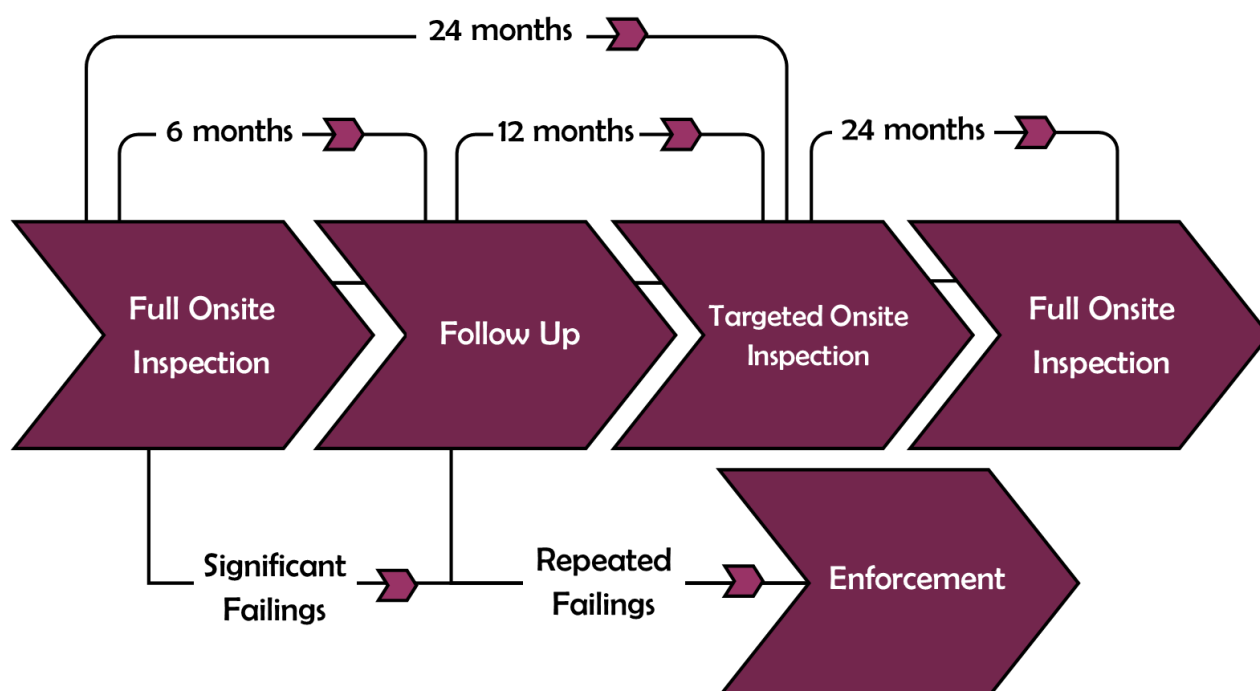 24 months
6 months
12 months
24 months
Full Onsite
Inspection
Follow Up
Targeted Onsite
Inspection
Full Onsite
Inspection
Significant
Failings
Repeated
Failings
Enforcement